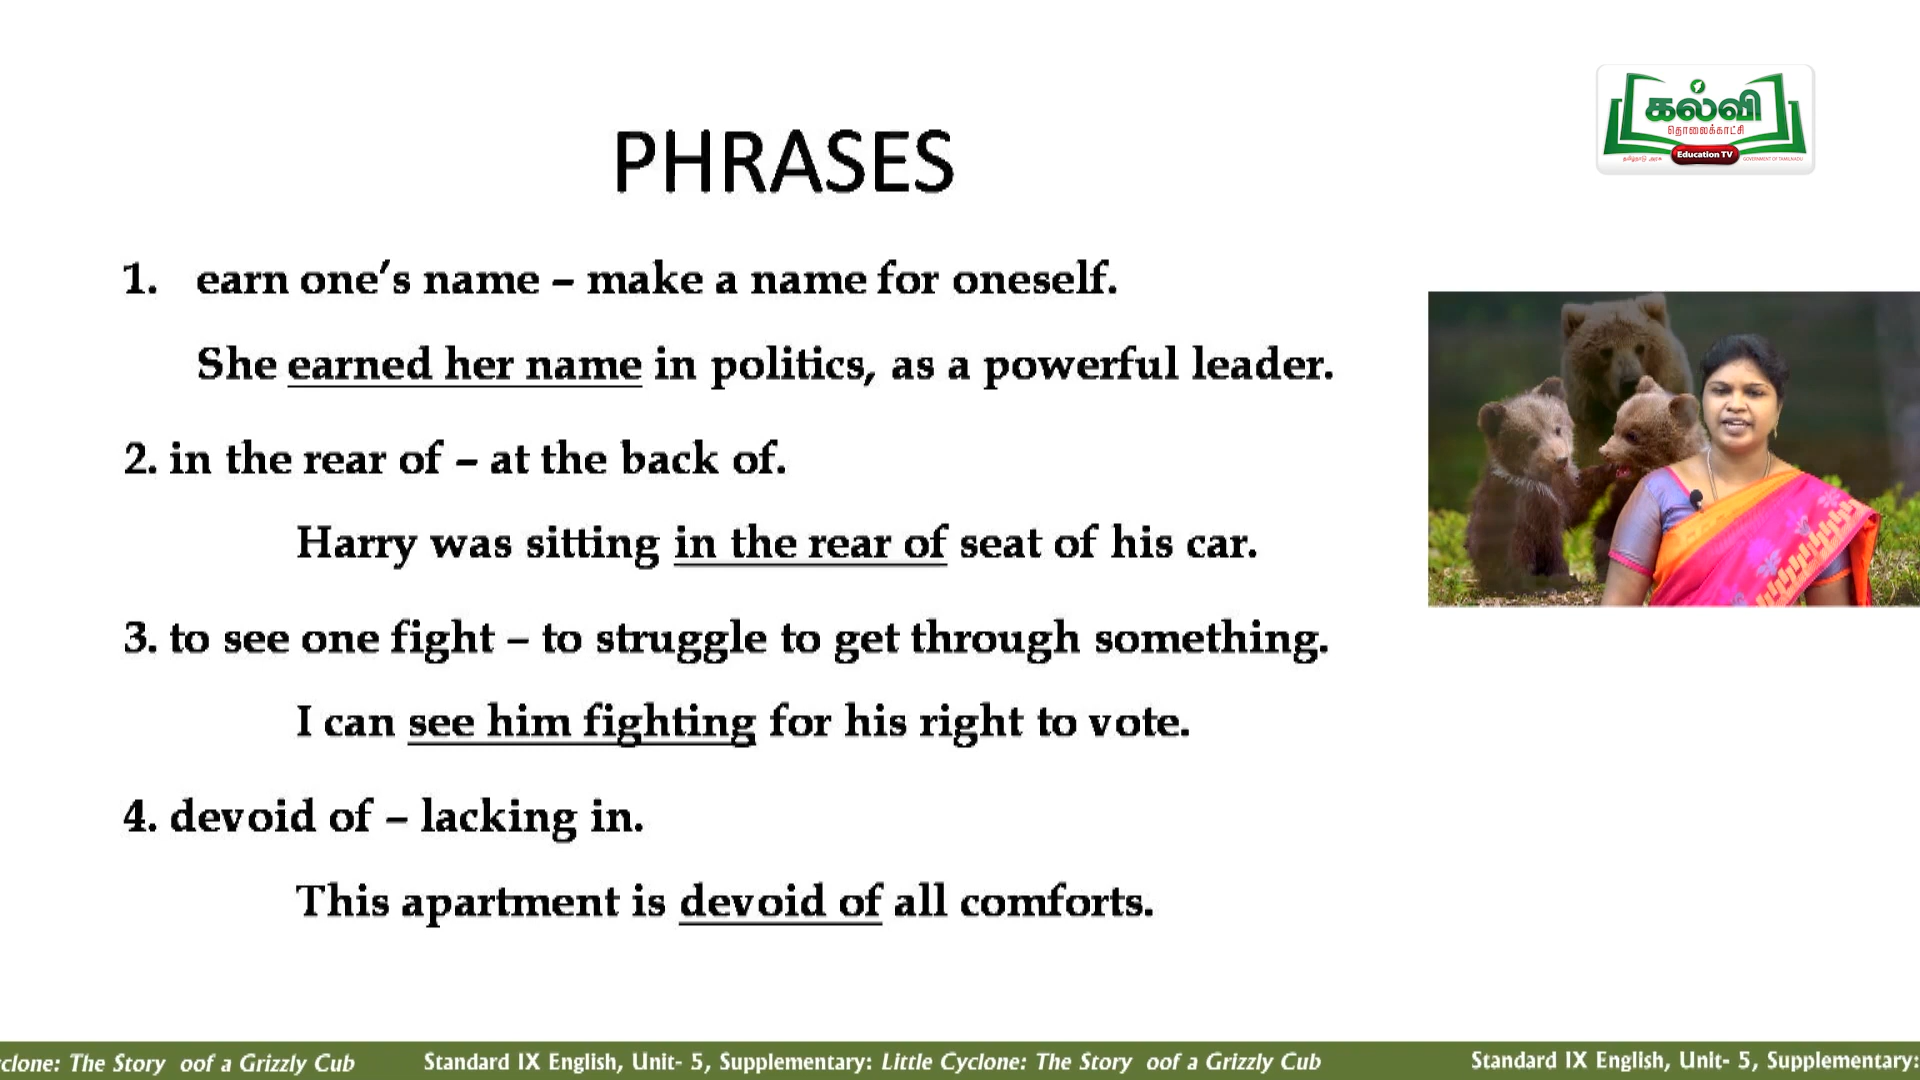 கல்வி
தொலைக்காட்சி
தமிழ்நாடு அரசு
Education TV
GOVERNMENT OF TAMILNADU
PHRASES
1. earn one’s name – make a name for oneself.
She earned her name in politics, as a powerful leader.
2. in the rear of – at the back of.
Harry was sitting in the rear of seat of his car.
3. to see one fight – to struggle to get through something.
I can see him fighting for his right to vote.
4. devoid of – lacking in.
This apartment is devoid of all comforts.
clone: The Story oof a Grizzly Cub Standard IX English, Unit- 5, Supplementary: Little Cyclone: The Story oof a Grizzly Cub Standard IX English, Unit- 5, Supplementary: